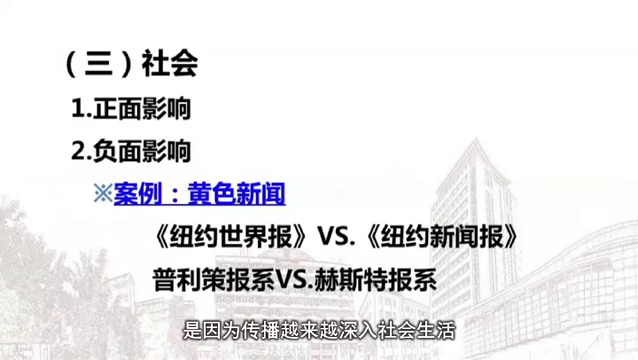 （三）社会
1.正面影响
2.负面影响
※案例：黄色新闻
《纽约世界报》VS.《纽约新闻报》
普利策报系VS.赫斯特报系
是因为传播越来越深入社会生活